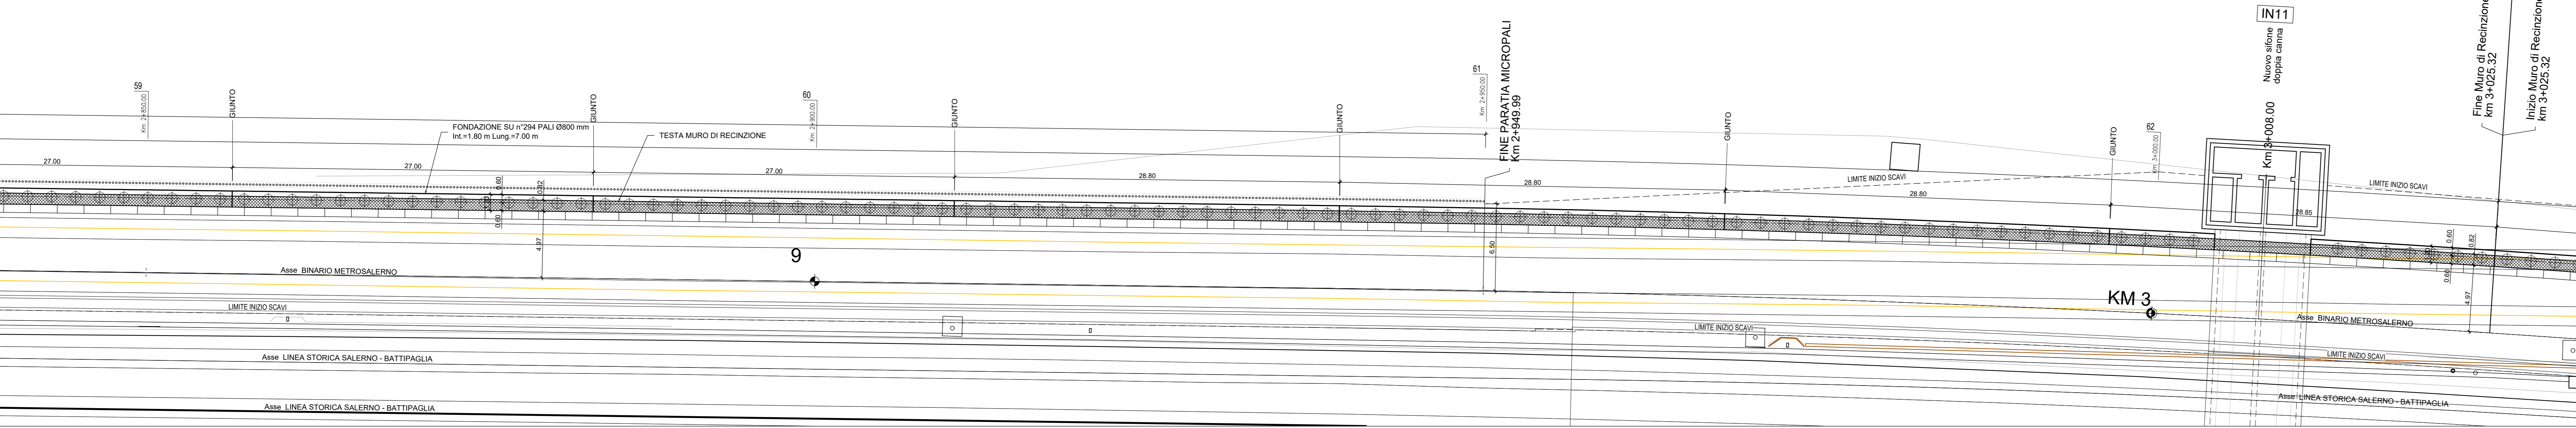 IN11
Nuovo sifone
doppia canna
Km 3+008.00
Fine Muro di Recinzione
km 3+025.32
Inizio Muro di Recinzione
km 3+025.32
59
Km 2+850.00
GIUNTO
GIUNTO
60
Km 2+900.00
GIUNTO
GIUNTO
61
Km 2+950.00
FINE PARATIA MICROPALI
Km 2+949.99
GIUNTO
GIUNTO
62
Km 3+000.00
FONDAZIONE SU n°294 PALI Ø800 mm
Int.=1.80 m Lung.=7.00 m
TESTA MURO DI RECINZIONE
27.00
27.00
27.00
28.80
28.80
28.80
28.85
LIMITE INIZIO SCAVI
LIMITE INIZIO SCAVI
0.60
0.82
0.60
4.97
6.50
0.60
0.82
0.60
4.97
9
KM 3
Asse BINARIO METROSALERNO
Asse BINARIO METROSALERNO
LIMITE INIZIO SCAVI
LIMITE INIZIO SCAVI
LIMITE INIZIO SCAVI
Asse LINEA STORICA SALERNO - BATTIPAGLIA
Asse LINEA STORICA SALERNO - BATTIPAGLIA
Asse LINEA STORICA SALERNO - BATTIPAGLIA